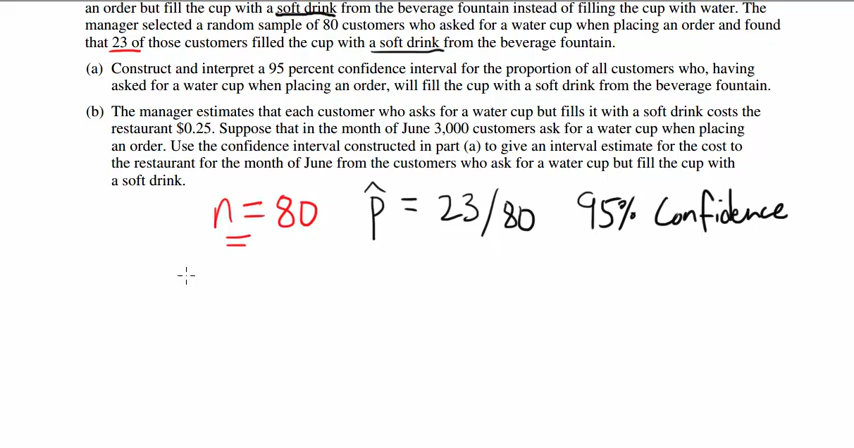 an order but fill the cup with a soft drink from the beverage fountain instead of filling the cup with water. The
manager selected a random sample of 80 customers who asked for a water cup when placing an order and found
that 23 of those customers filled the cup with a soft drink from the beverage fountain.
(a) Construct and interpret a 95 percent confidence interval for the proportion of all customers who, having
asked for a water cup when placing an order, will fill the cup with a soft drink from the beverage fountain.
(b) The manager estimates that each customer who asks for a water cup but fills it with a soft drink costs the
restaurant $0.25. Suppose that in the month of June 3,000 customers ask for a water cup when placing
an order. Use the confidence interval constructed in part (a) to give an interval estimate for the cost to
the restaurant for the month of June from the customers who ask for a water cup but fill the cup with
a soft drink.
n = 80 p̂ = 23/80 95% Confidence